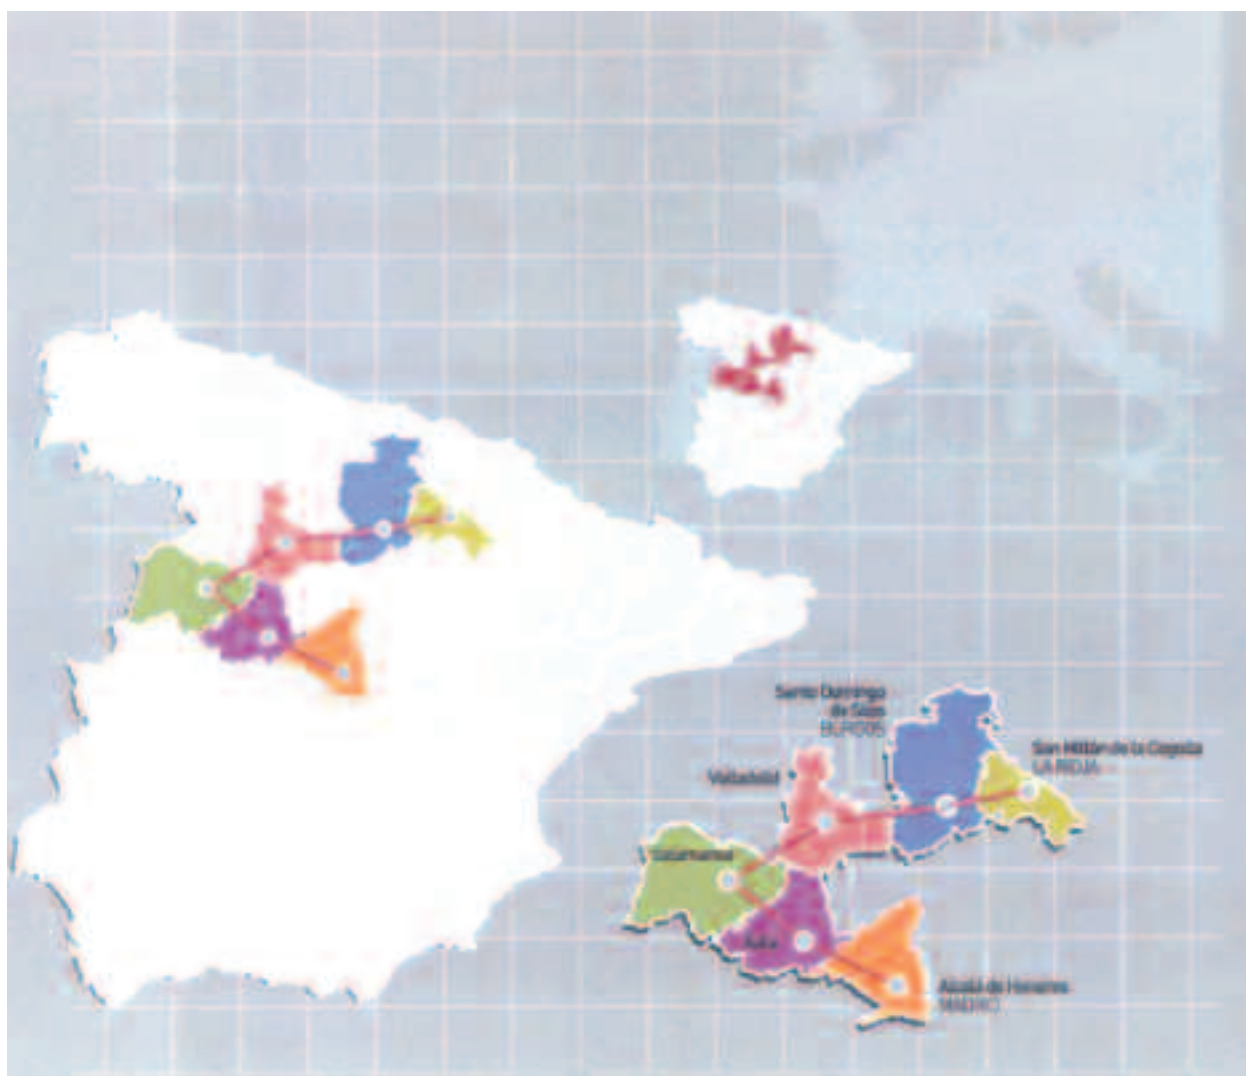 Santo Domingo
de Silos
BURGOS
San Millán de la Cogolla
LA RIOJA
Valladolid
Salamanca
Ávila
Alcalá de Henares
MADRID